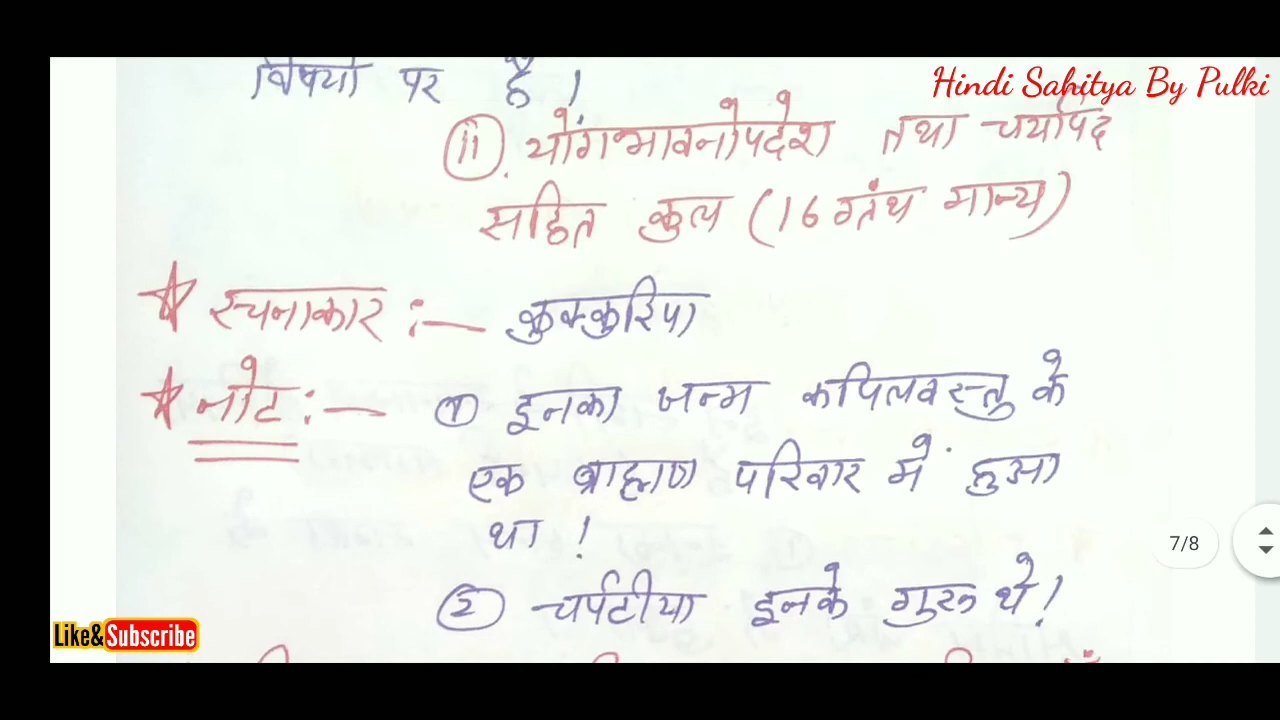 विषयों पर है।
Hindi Sahitya By Pulki
(11). योगभावनोपदेश तथा चर्यापद
सहित कुल (16 ग्रंथ मान्य)
★ रचनाकार :— कुक्कुरिपा
★ नोट :— ① इनका जन्म कपिलवस्तु के
एक ब्राह्मण परिवार में हुआ
था!
7/8
② चर्पटीया इनके गुरु थे!
Like&Subscribe